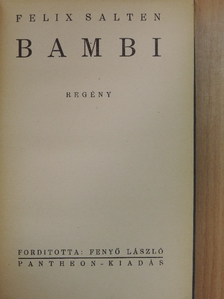 FELIX SALTEN
BAMBI
REGÉNY
FORDITOTTA: FENYŐ LÁSZLÓ
PANTHEON-KIADÁS